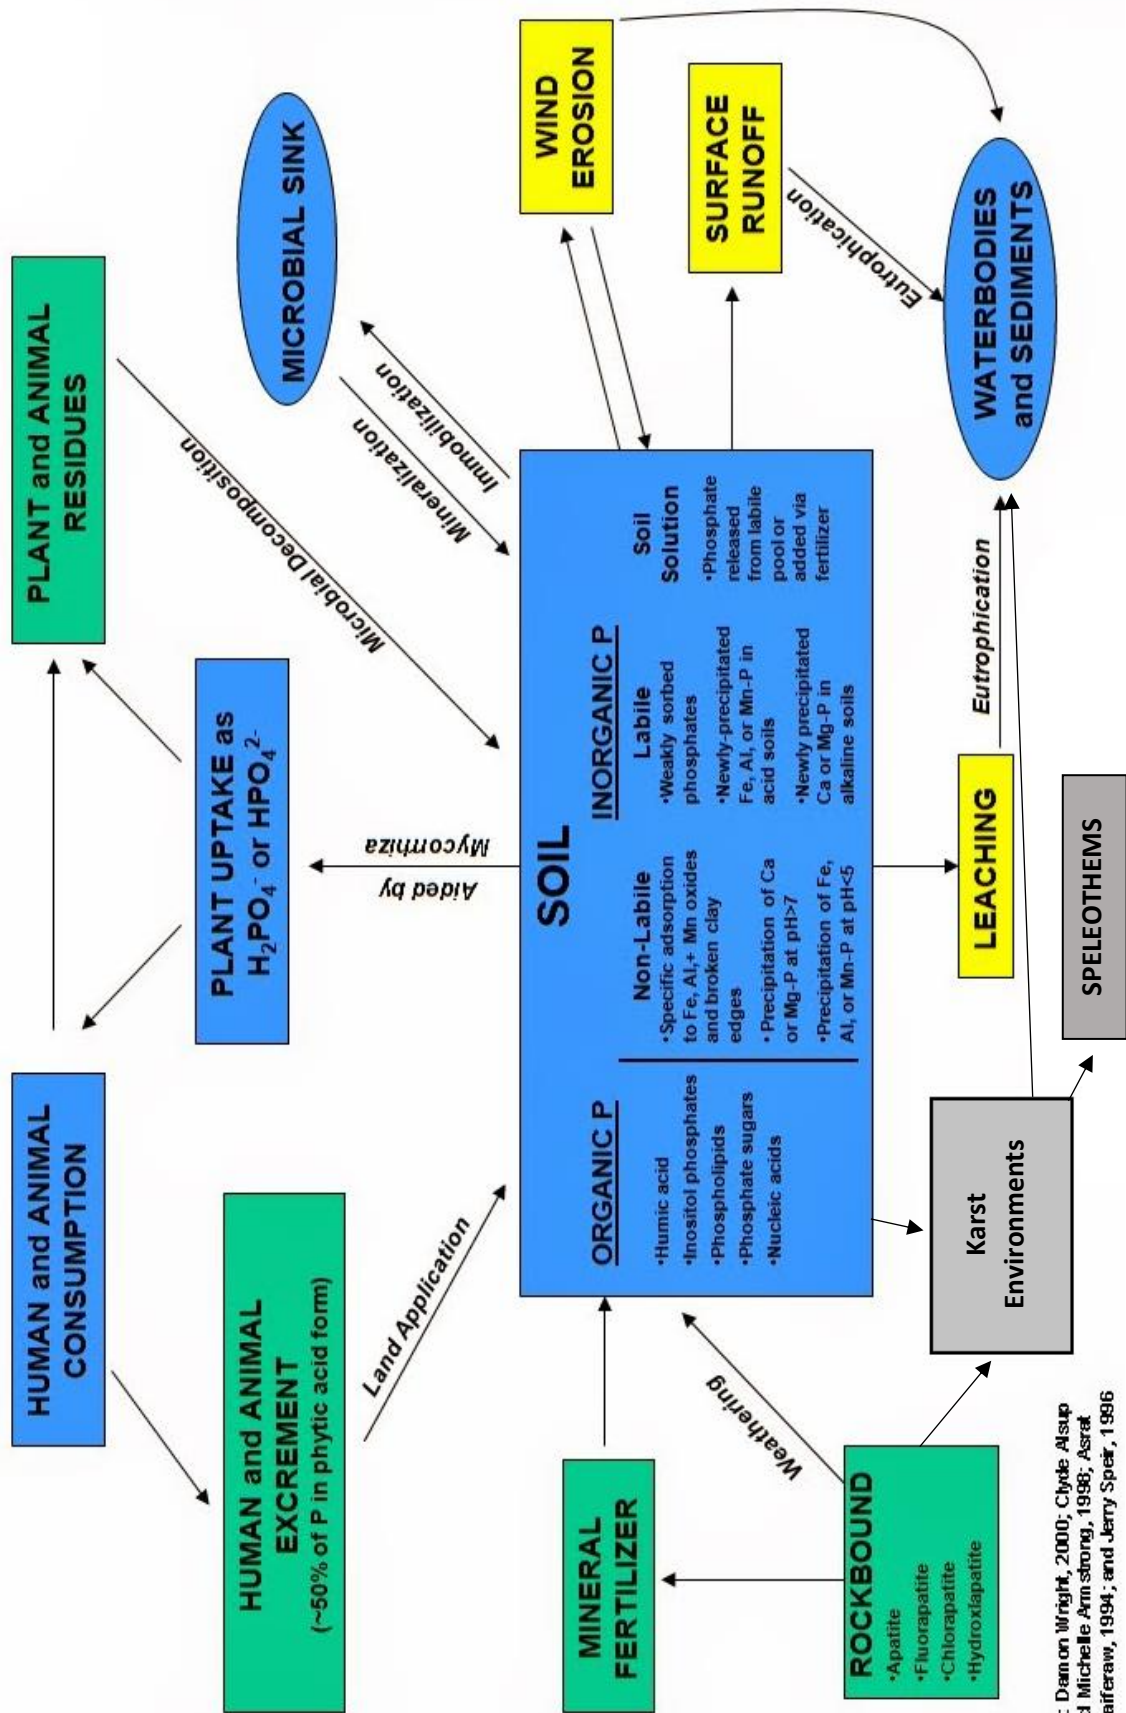 HUMAN and ANIMAL
CONSUMPTION
PLANT and ANIMAL
RESIDUES
HUMAN and ANIMAL
EXCREMENT
(~50% of P in phytic acid form)
PLANT UPTAKE as
H₂PO₄⁻ or HPO₄²⁻
MICROBIAL SINK
Land Application
Aided by
Mycorrhiza
Microbial Decomposition
Mineralization
Immobilization
MINERAL
FERTILIZER
SOIL
ORGANIC P
•Humic acid
•Inositol phosphates
•Phospholipids
•Phosphate sugars
•Nucleic acids
INORGANIC P
Non-Labile
•Specific adsorption
to Fe, Al,+ Mn oxides
and broken clay
edges
• Precipitation of Ca
or Mg-P at pH>7
•Precipitation of Fe,
Al, or Mn-P at pH<5
Labile
•Weakly sorbed
phosphates
•Newly-precipitated
Fe, Al, or Mn-P in
acid soils
•Newly precipitated
Ca or Mg-P in
alkaline soils
Soil
Solution
•Phosphate
released
from labile
pool or
added via
fertilizer
WIND
EROSION
SURFACE
RUNOFF
Weathering
ROCKBOUND
•Apatite
•Fluorapatite
•Chlorapatite
•Hydroxlapatite
Karst
Environments
LEACHING
Eutrophication
Eutrophication
WATERBODIES
and SEDIMENTS
SPELEOTHEMS
: Damon Wright, 2000; Clyde Alsup
d Michelle Armstrong, 1998; Asrat
aiferaw, 1994; and Jerry Speir, 1996